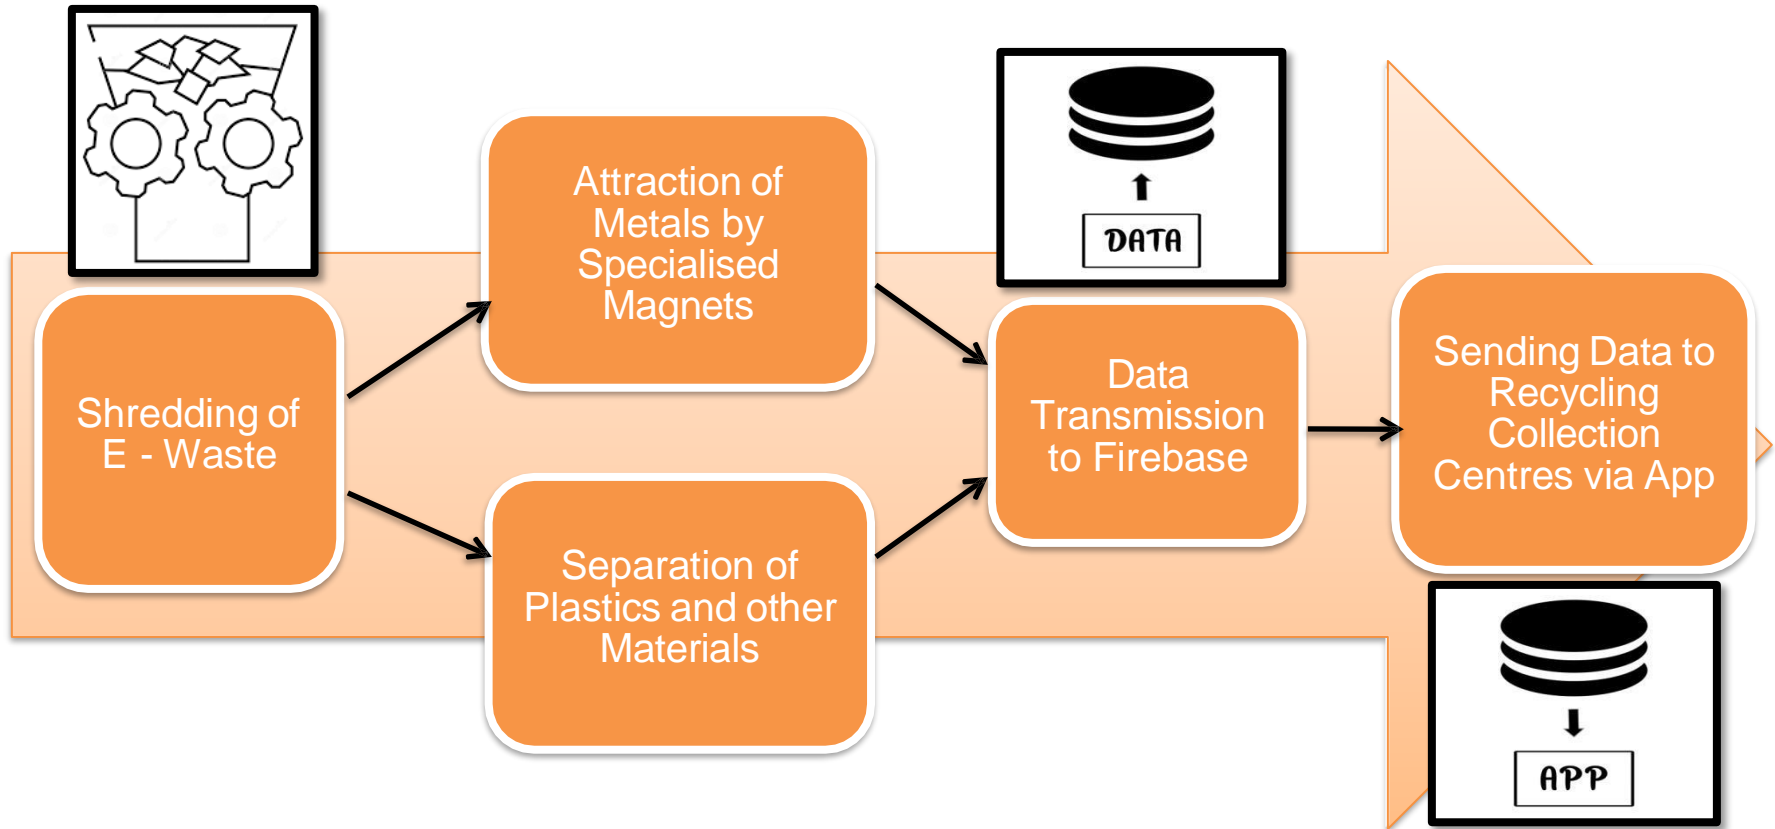 Shredding of
E - Waste
Attraction of
Metals by
Specialised
Magnets
Separation of
Plastics and other
Materials
DATA
Data
Transmission
to Firebase
Sending Data to
Recycling
Collection
Centres via App
APP